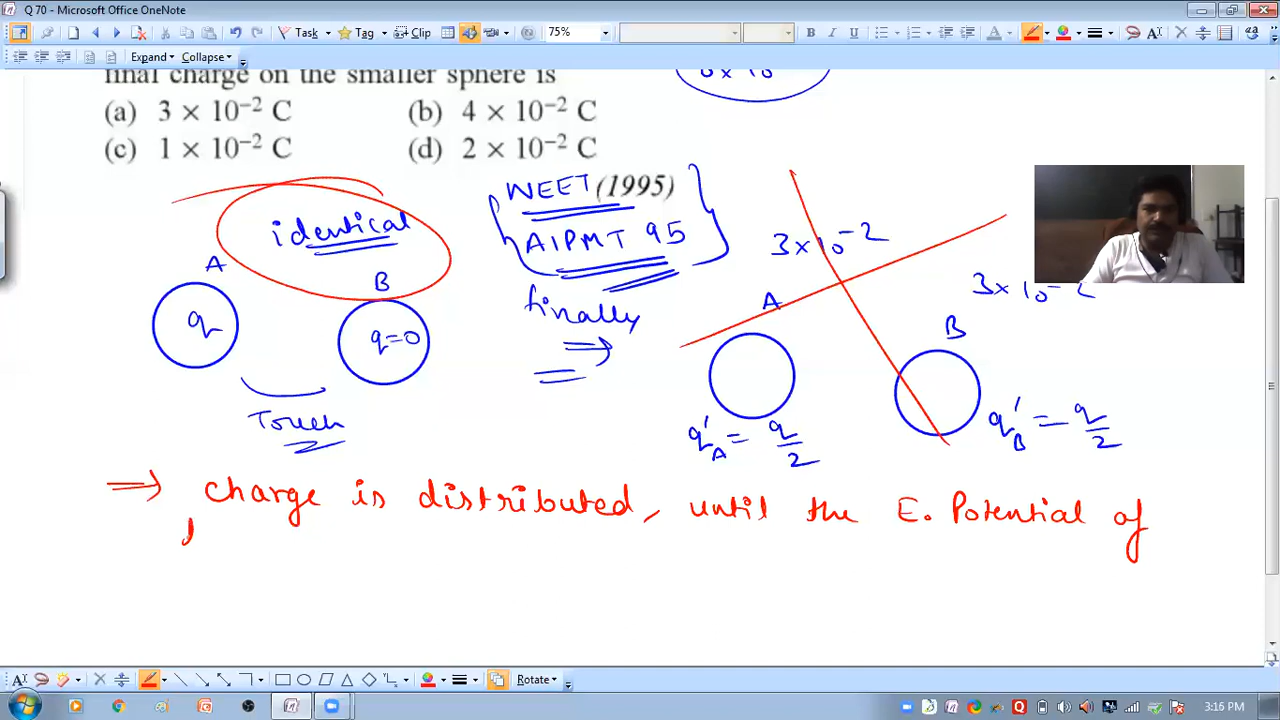 Q 70 - Microsoft Office OneNote
Task Tag Clip 75%
Expand Collapse
final charge on the smaller sphere is
(a) 3 × 10⁻² C (b) 4 × 10⁻² C
(c) 1 × 10⁻² C (d) 2 × 10⁻² C
NEET (1995)
AIPMT 95
identical
A
q
B
q=0
Touch
finally
⇒
3×10⁻²
3×10⁻²
A
B
q'A = q/2
q'B = q/2
⇒ charge is distributed, until the E. Potential of
Rotate
3:16 PM